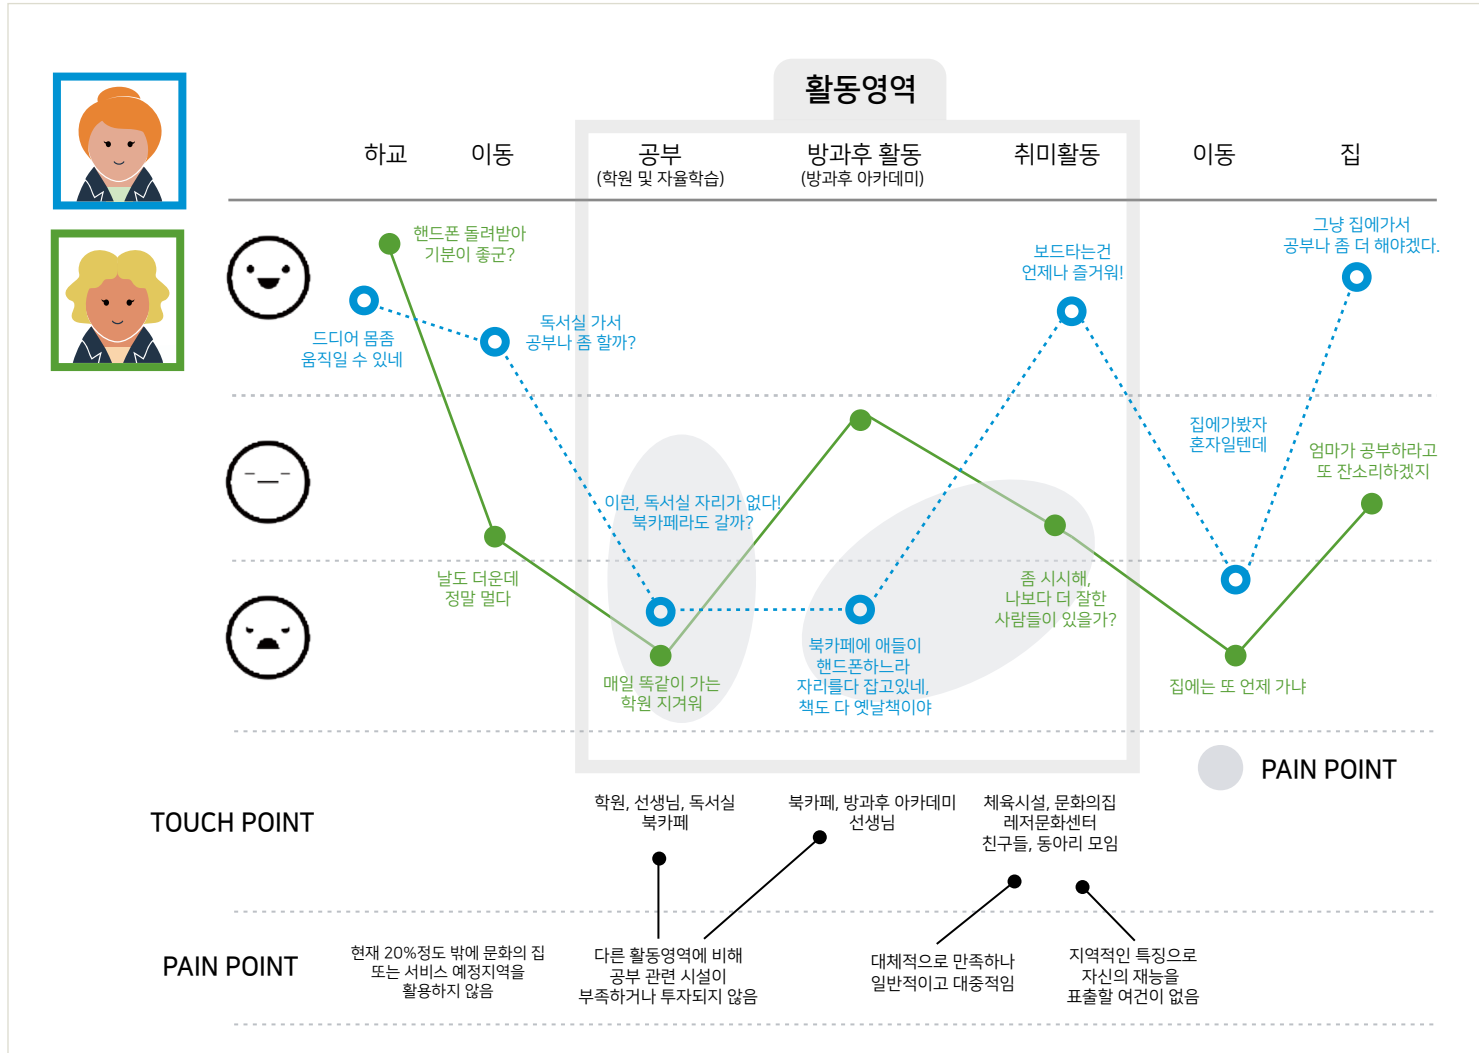 활동영역
하교
이동
공부
(학원 및 자율학습)
방과후 활동
(방과후 아카데미)
취미활동
이동
집
핸드폰 돌려받아
기분이 좋군?
드디어 몸좀
움직일 수 있네
독서실 가서
공부나 좀 할까?
보드타는건
언제나 즐거워!
그냥 집에가서
공부나 좀 더 해야겠다.
집에가봤자
혼자일텐데
엄마가 공부하라고
또 잔소리하겠지
이런, 독서실 자리가 없다!
북카페라도 갈까?
날도 더운데
정말 멀다
좀 시시해,
나보다 더 잘한
사람들이 있을가?
매일 똑같이 가는
학원 지겨워
북카페에 애들이
핸드폰하느라
자리를다 잡고있네,
책도 다 옛날책이야
집에는 또 언제 가냐
PAIN POINT
TOUCH POINT
학원, 선생님, 독서실
북카페
북카페, 방과후 아카데미
선생님
체육시설, 문화의집
레저문화센터
친구들, 동아리 모임
PAIN POINT
현재 20%정도 밖에 문화의 집
또는 서비스 예정지역을
활용하지 않음
다른 활동영역에 비해
공부 관련 시설이
부족하거나 투자되지 않음
대체적으로 만족하나
일반적이고 대중적임
지역적인 특징으로
자신의 재능을
표출할 여건이 없음